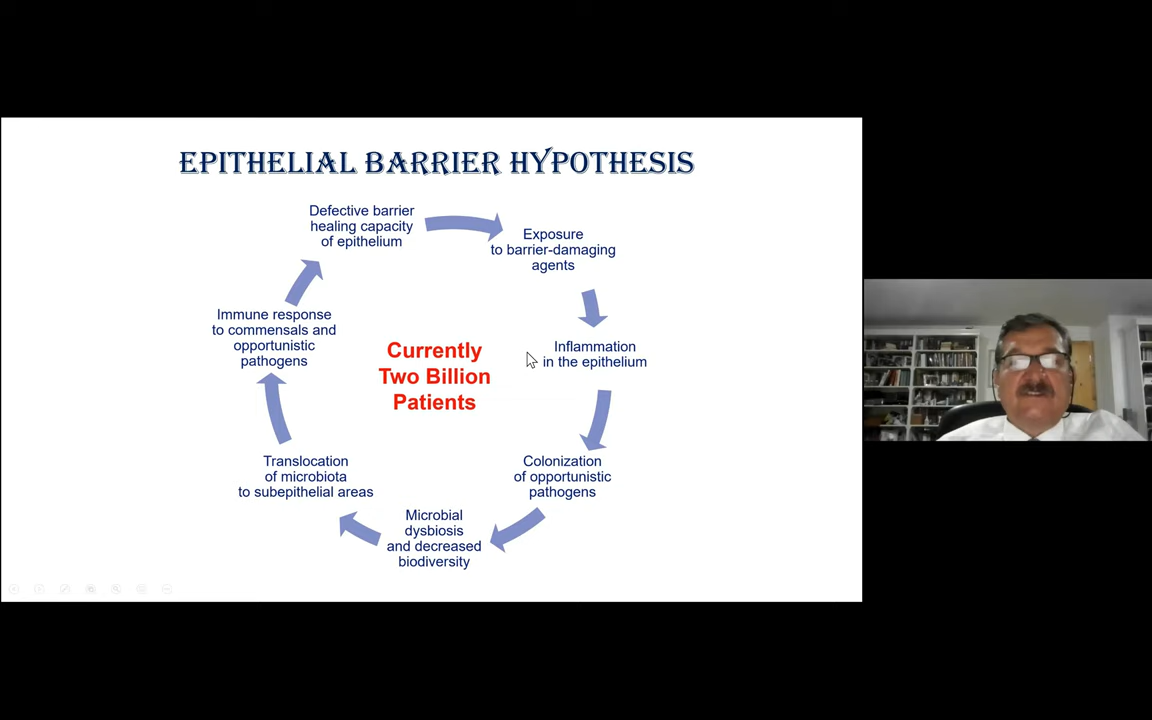 EPITHELIAL BARRIER HYPOTHESIS
Defective barrier
healing capacity
of epithelium
Exposure
to barrier-damaging
agents
Inflammation
in the epithelium
Colonization
of opportunistic
pathogens
Microbial
dysbiosis
and decreased
biodiversity
Translocation
of microbiota
to subepithelial areas
Immune response
to commensals and
opportunistic
pathogens
Currently
Two Billion
Patients